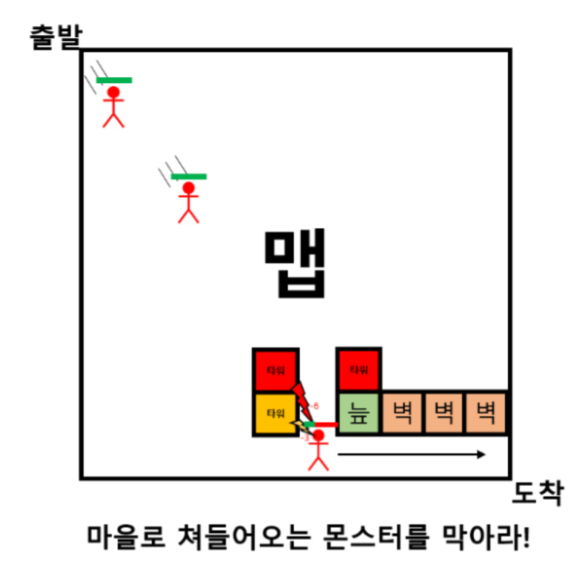 출발
맵
타워 타워
-6
타워 늪 벽 벽 벽
도착
마을로 쳐들어오는 몬스터를 막아라!